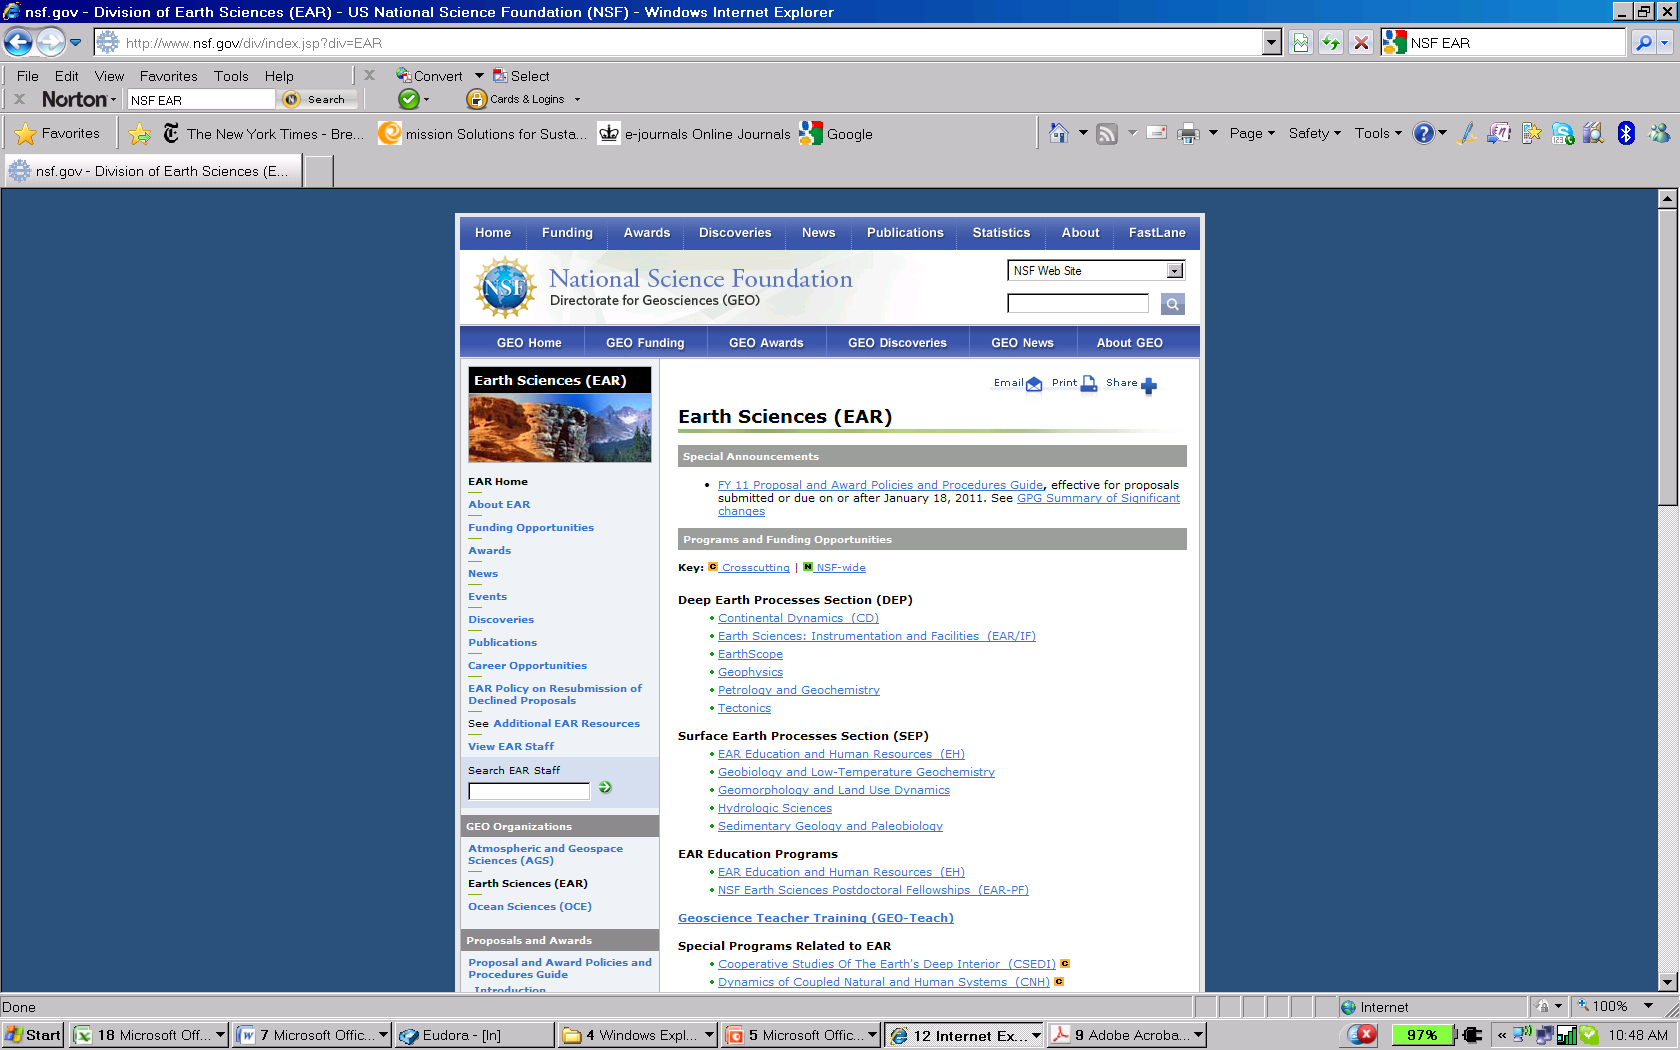 nsf.gov - Division of Earth Sciences (EAR) - US National Science Foundation (NSF) - Windows Internet Explorer
http://www.nsf.gov/div/index.jsp?div=EAR
NSF EAR
File Edit View Favorites Tools Help
Convert Select
Norton
NSF EAR
Search
Cards & Logins
Favorites
The New York Times - Bre...
mission Solutions for Susta...
e-journals Online Journals
Google
Page Safety Tools
nsf.gov - Division of Earth Sciences (E...
Home Funding Awards Discoveries News Publications Statistics About FastLane
NSF
National Science Foundation
Directorate for Geosciences (GEO)
NSF Web Site
GEO Home GEO Funding GEO Awards GEO Discoveries GEO News About GEO
Earth Sciences (EAR)
EAR Home
About EAR
Funding Opportunities
Awards
News
Events
Discoveries
Publications
Career Opportunities
EAR Policy on Resubmission of
Declined Proposals
See Additional EAR Resources
View EAR Staff
Search EAR Staff
GEO Organizations
Atmospheric and Geospace
Sciences (AGS)
Earth Sciences (EAR)
Ocean Sciences (OCE)
Proposals and Awards
Proposal and Award Policies and
Procedures Guide
Introduction
Email Print Share
Earth Sciences (EAR)
Special Announcements
• FY 11 Proposal and Award Policies and Procedures Guide, effective for proposals
submitted or due on or after January 18, 2011. See GPG Summary of Significant
changes
Programs and Funding Opportunities
Key: C Crosscutting | N NSF-wide
Deep Earth Processes Section (DEP)
• Continental Dynamics (CD)
• Earth Sciences: Instrumentation and Facilities (EAR/IF)
• EarthScope
• Geophysics
• Petrology and Geochemistry
• Tectonics
Surface Earth Processes Section (SEP)
• EAR Education and Human Resources (EH)
• Geobiology and Low-Temperature Geochemistry
• Geomorphology and Land Use Dynamics
• Hydrologic Sciences
• Sedimentary Geology and Paleobiology
EAR Education Programs
• EAR Education and Human Resources (EH)
• NSF Earth Sciences Postdoctoral Fellowships (EAR-PF)
Geoscience Teacher Training (GEO-Teach)
Special Programs Related to EAR
• Cooperative Studies Of The Earth's Deep Interior (CSEDI) C
• Dynamics of Coupled Natural and Human Systems (CNH) C
Done
Internet
100%
Start
18 Microsoft Off...
7 Microsoft Offic...
Eudora - [In]
4 Windows Expl...
5 Microsoft Offic...
12 Internet Ex...
9 Adobe Acroba...
97%
10:48 AM